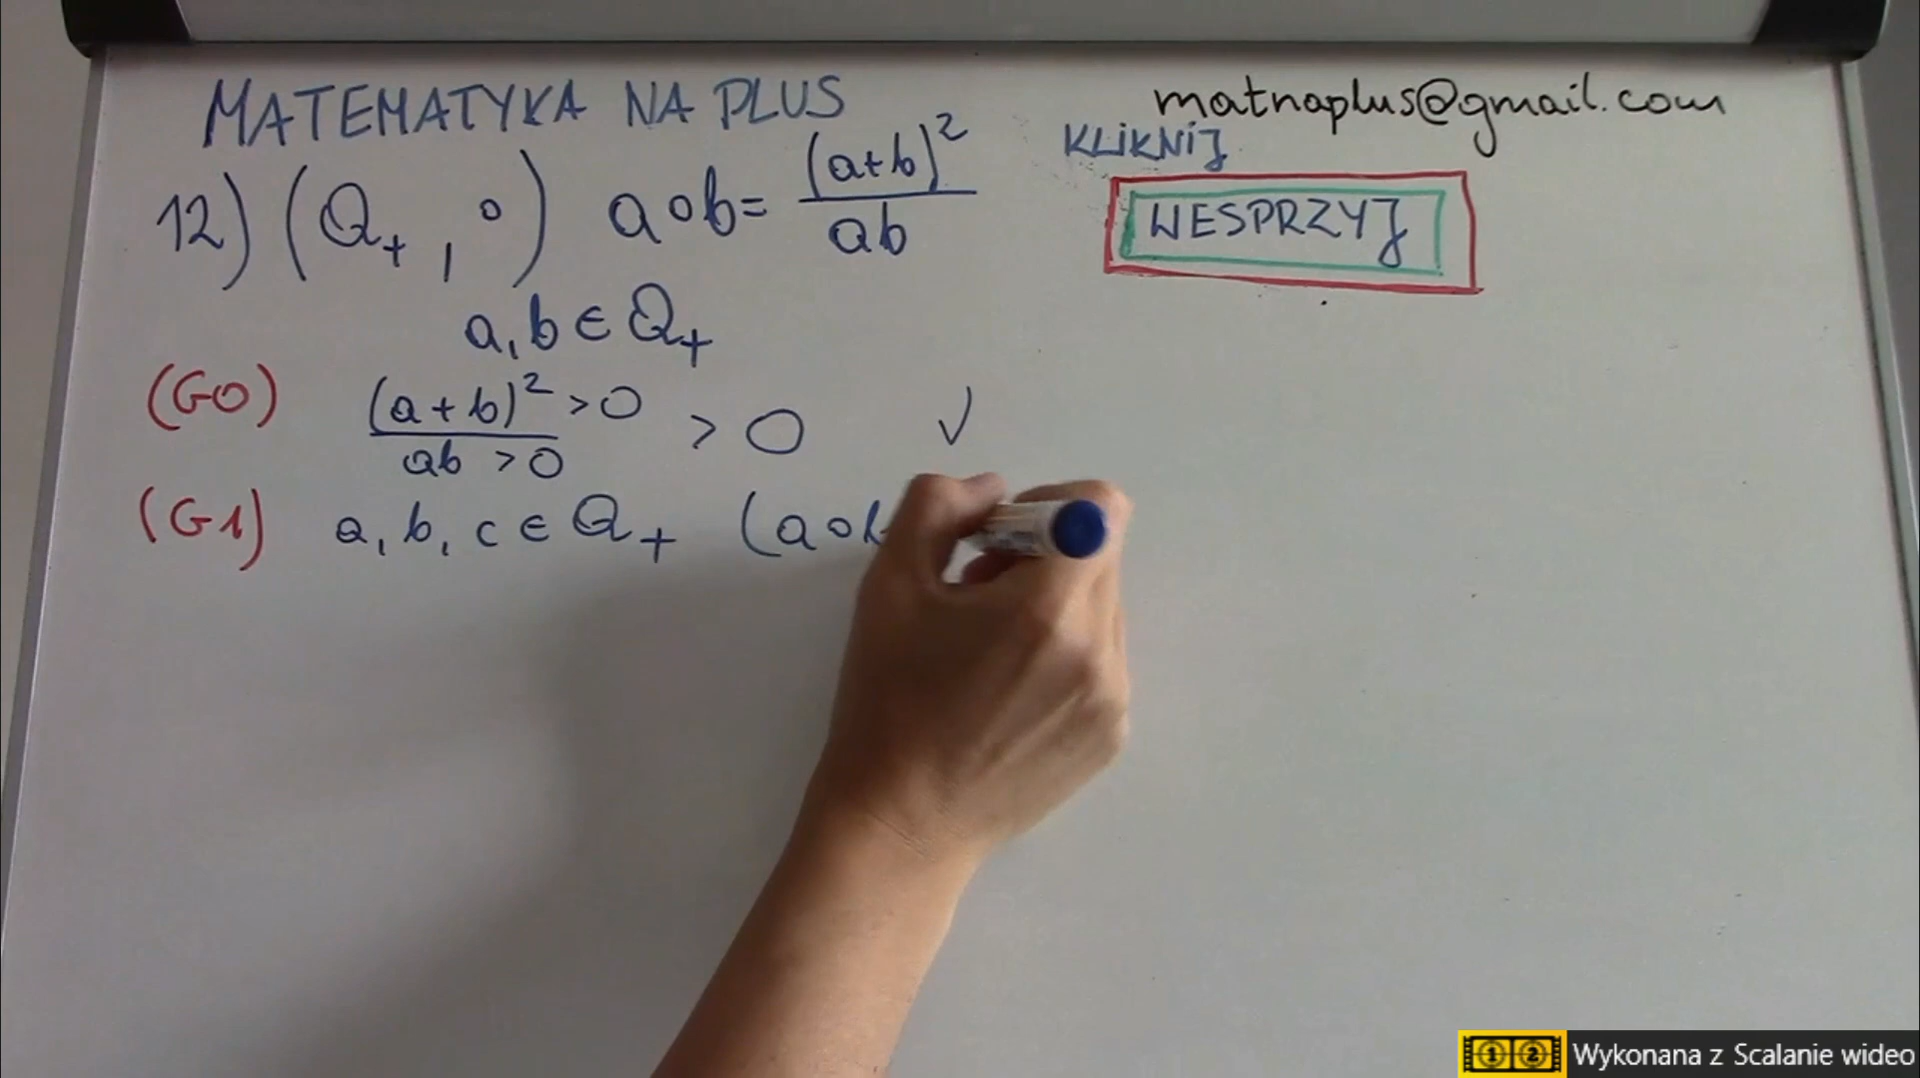 MATEMATYKA NA PLUS
matnaplus@gmail.com
KLIKNIJ
WESPRZYJ
12) (Q₊, ∘) a∘b = (a+b)²/ab
a, b ∈ Q₊
(G0) (a+b)² > 0 / ab > 0 > 0 ✓
(G1) a, b, c ∈ Q₊ (a∘b
Wykonana z Scalanie wideo